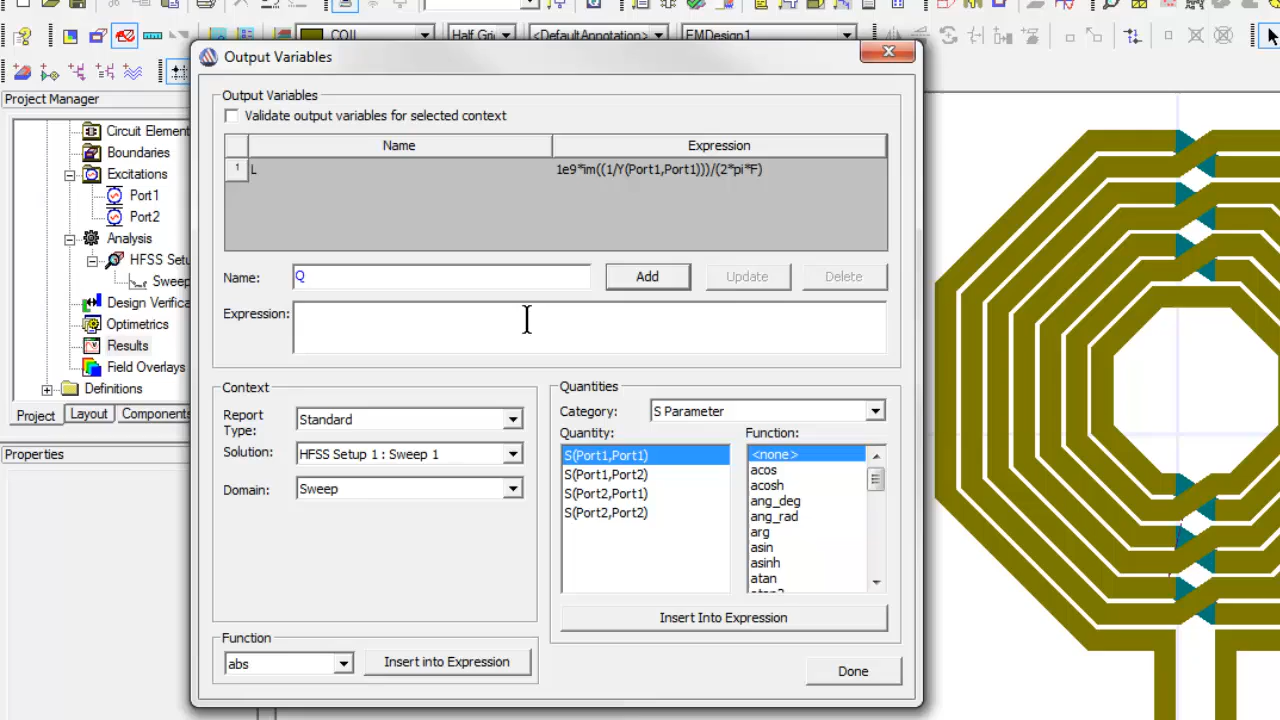 COIL
Half Gri
<DefaultAnnotation>
EMDesign1
Project Manager
Circuit Elemen
Boundaries
Excitations
Port1
Port2
Analysis
HFSS Setu
Sweep
Design Verifica
Optimetrics
Results
Field Overlays
Definitions
Project
Layout
Components
Properties
Output Variables
Output Variables
Validate output variables for selected context
Name
Expression
1
L
1e9*im((1/Y(Port1,Port1)))/(2*pi*F)
Name:
Q
Add
Update
Delete
Expression:
Context
Report
Type:
Standard
Solution:
HFSS Setup 1 : Sweep 1
Domain:
Sweep
Function
abs
Insert into Expression
Quantities
Category:
S Parameter
Quantity:
Function:
S(Port1,Port1)
S(Port1,Port2)
S(Port2,Port1)
S(Port2,Port2)
<none>
acos
acosh
ang_deg
ang_rad
arg
asin
asinh
atan
atan2
Insert Into Expression
Done